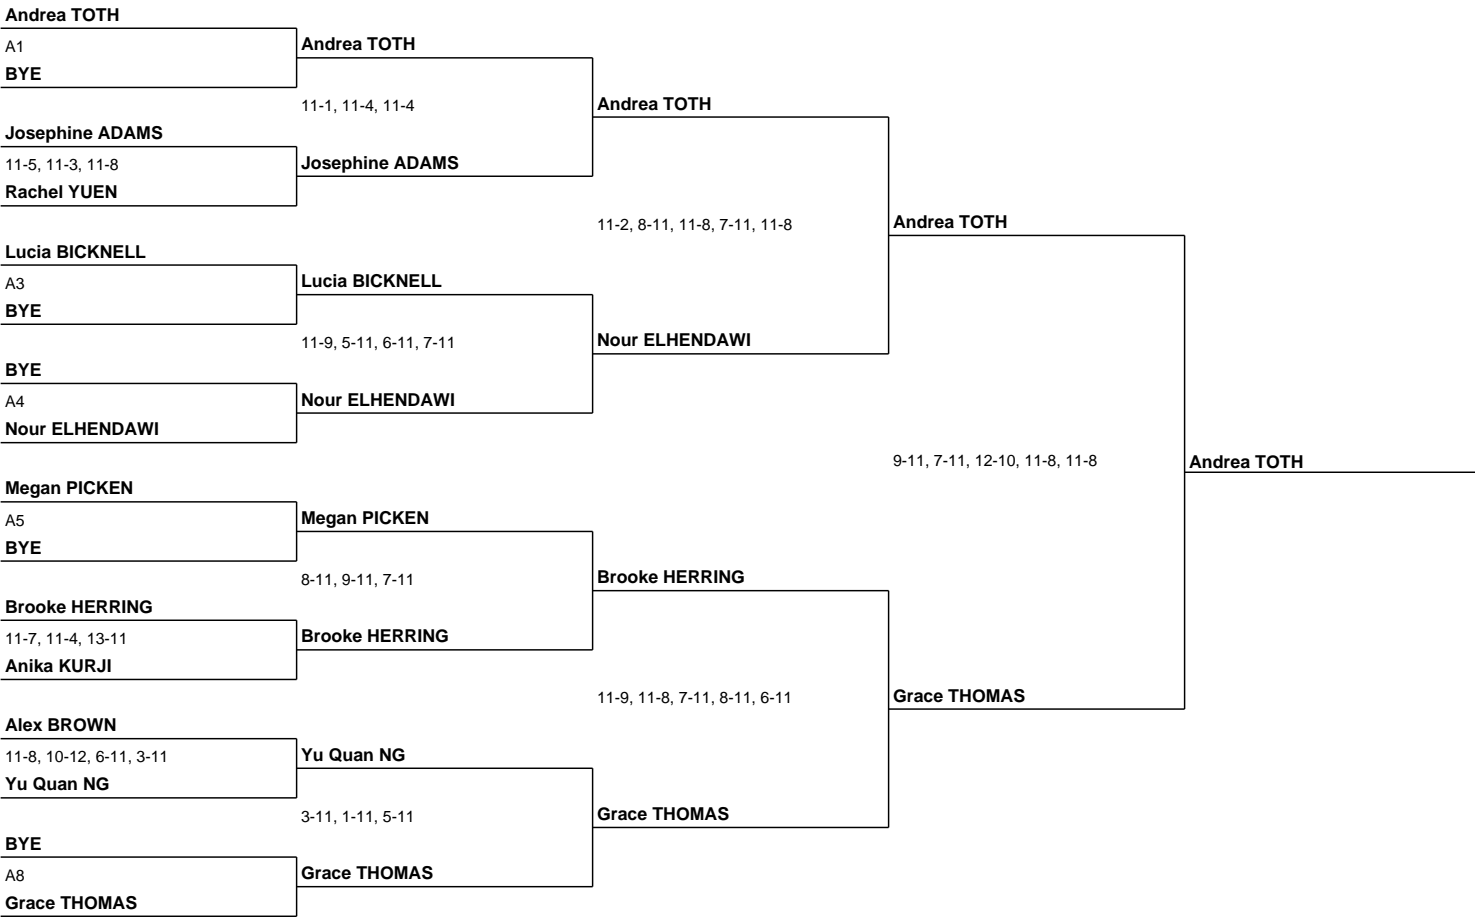 Andrea TOTH
A1
BYE
Josephine ADAMS
11-5, 11-3, 11-8
Rachel YUEN
Lucia BICKNELL
A3
BYE
BYE
A4
Nour ELHENDAWI
Megan PICKEN
A5
BYE
Brooke HERRING
11-7, 11-4, 13-11
Anika KURJI
Alex BROWN
11-8, 10-12, 6-11, 3-11
Yu Quan NG
BYE
A8
Grace THOMAS
Andrea TOTH
11-1, 11-4, 11-4
Josephine ADAMS
Lucia BICKNELL
11-9, 5-11, 6-11, 7-11
Nour ELHENDAWI
Megan PICKEN
8-11, 9-11, 7-11
Brooke HERRING
Yu Quan NG
3-11, 1-11, 5-11
Grace THOMAS
Andrea TOTH
11-2, 8-11, 11-8, 7-11, 11-8
Nour ELHENDAWI
Brooke HERRING
11-9, 11-8, 7-11, 8-11, 6-11
Grace THOMAS
Andrea TOTH
9-11, 7-11, 12-10, 11-8, 11-8
Grace THOMAS
Andrea TOTH